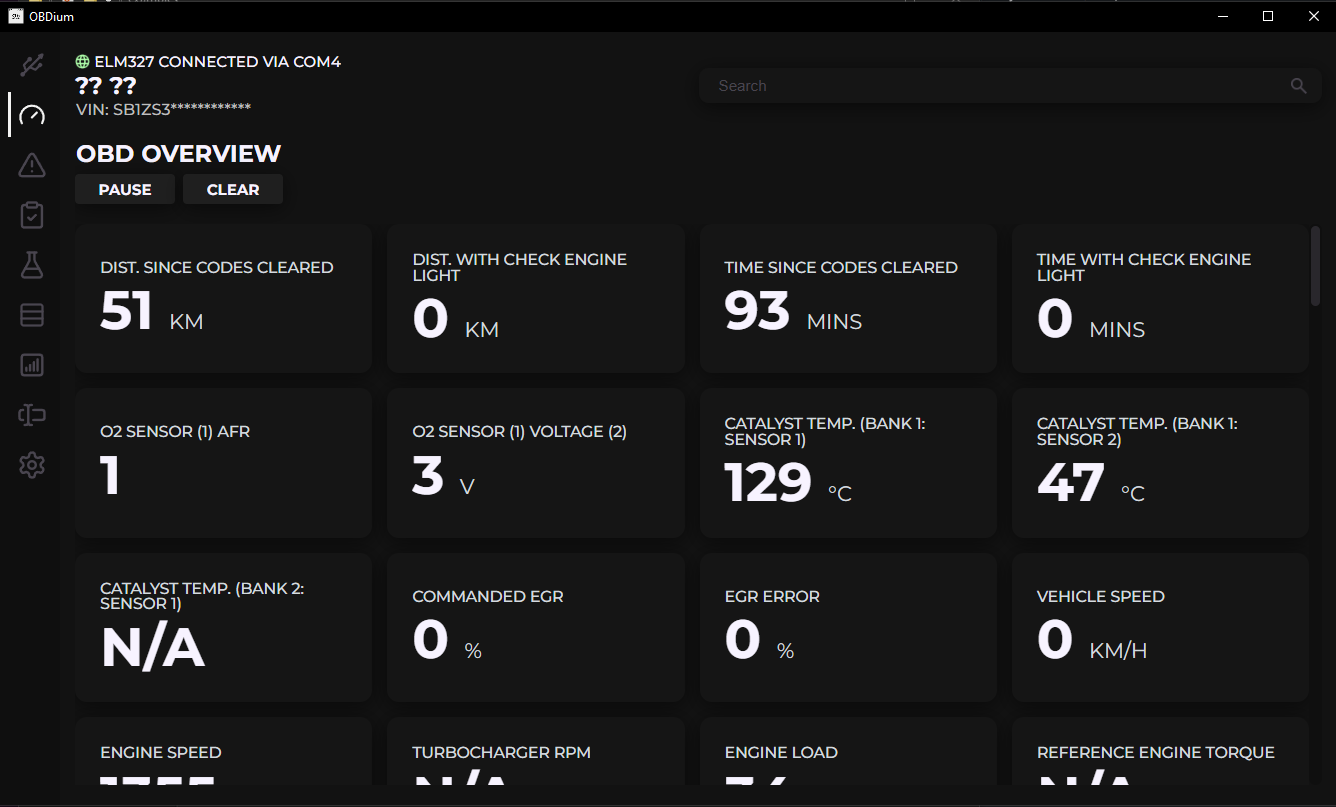 OBDium
ELM327 CONNECTED VIA COM4
?? ??
VIN: SB1ZS3************
Search
OBD OVERVIEW
PAUSE
CLEAR
DIST. SINCE CODES CLEARED
51 KM
DIST. WITH CHECK ENGINE
LIGHT
0 KM
TIME SINCE CODES CLEARED
93 MINS
TIME WITH CHECK ENGINE
LIGHT
0 MINS
O2 SENSOR (1) AFR
1
O2 SENSOR (1) VOLTAGE (2)
3 V
CATALYST TEMP. (BANK 1:
SENSOR 1)
129 °C
CATALYST TEMP. (BANK 1:
SENSOR 2)
47 °C
CATALYST TEMP. (BANK 2:
SENSOR 1)
N/A
COMMANDED EGR
0 %
EGR ERROR
0 %
VEHICLE SPEED
0 KM/H
ENGINE SPEED
TURBOCHARGER RPM
N/A
ENGINE LOAD
REFERENCE ENGINE TORQUE
N/A